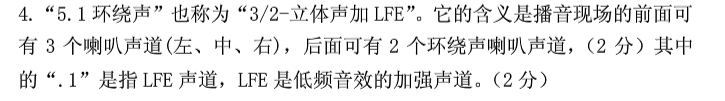 4. “5.1 环绕声”也称为“3/2-立体声加 LFE”。它的含义是播音现场的前面可
有 3 个喇叭声道(左、中、右)，后面可有 2 个环绕声喇叭声道，（2 分）其中
的“.1”是指 LFE 声道，LFE 是低频音效的加强声道。（2 分）